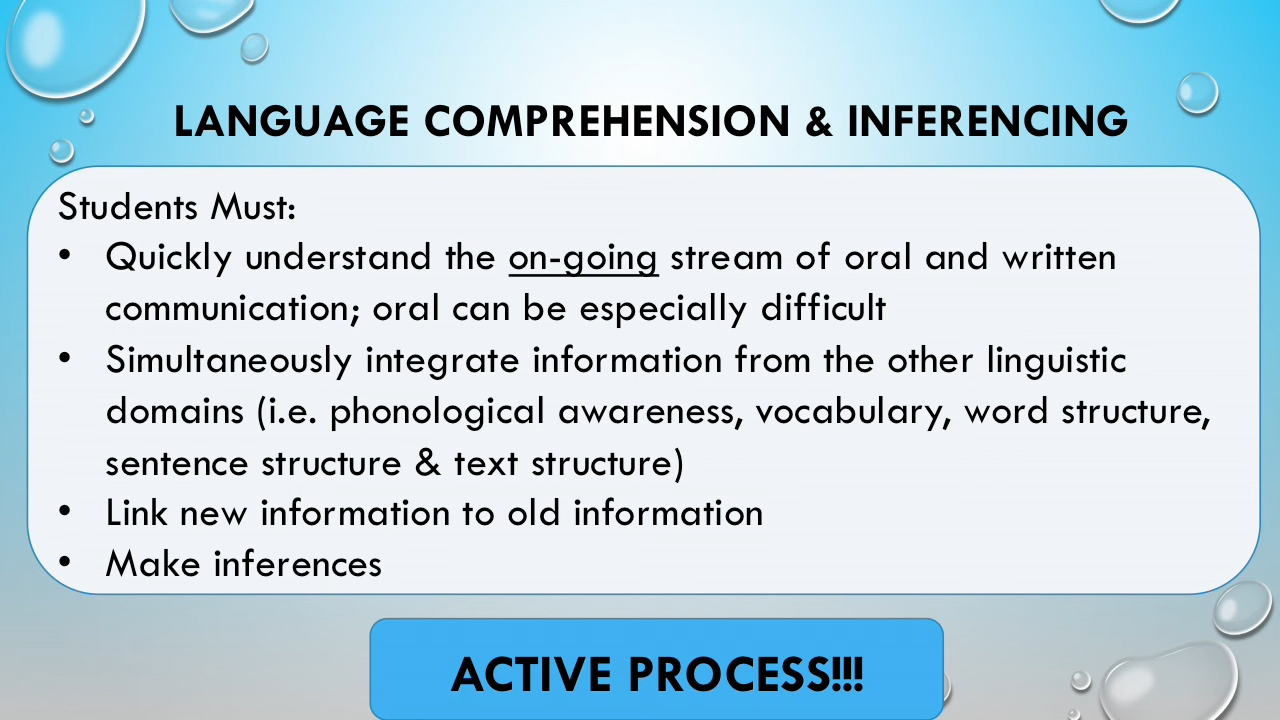 LANGUAGE COMPREHENSION & INFERENCING
Students Must:
• Quickly understand the on-going stream of oral and written
communication; oral can be especially difficult
• Simultaneously integrate information from the other linguistic
domains (i.e. phonological awareness, vocabulary, word structure,
sentence structure & text structure)
• Link new information to old information
• Make inferences
ACTIVE PROCESS!!!